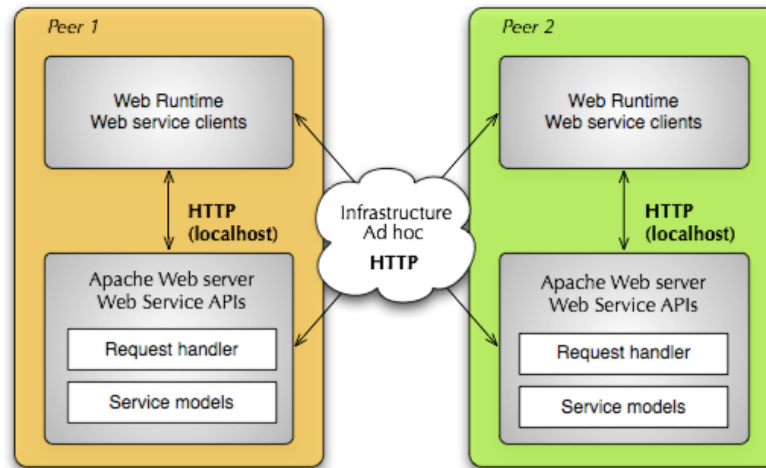 Peer 1
Web Runtime
Web service clients
HTTP
(localhost)
Apache Web server
Web Service APIs
Request handler
Service models
Infrastructure
Ad hoc
HTTP
Peer 2
Web Runtime
Web service clients
HTTP
(localhost)
Apache Web server
Web Service APIs
Request handler
Service models